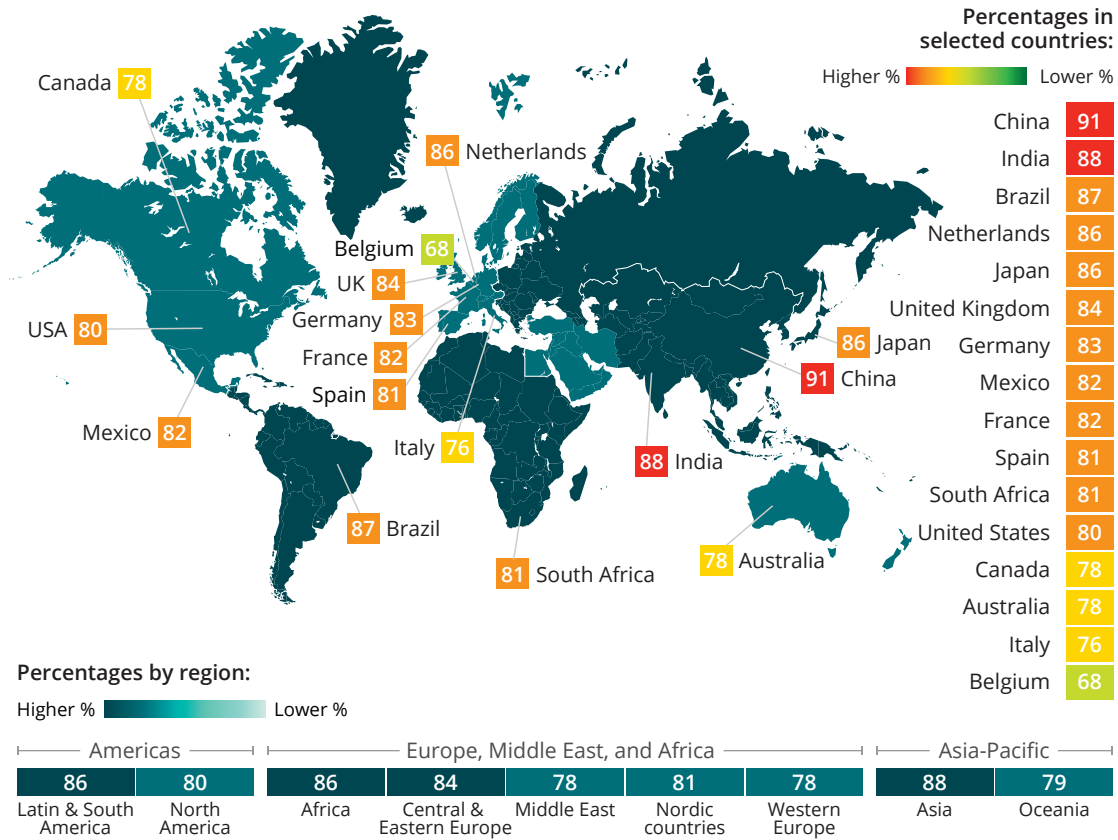 Percentages in
selected countries:
Higher %
Lower %
Canada 78
86 Netherlands
Belgium 68
UK 84
Germany 83
USA 80
France 82
Spain 81
86 Japan
91 China
Mexico 82
Italy 76
88 India
87 Brazil
78 Australia
81 South Africa
China 91
India 88
Brazil 87
Netherlands 86
Japan 86
United Kingdom 84
Germany 83
Mexico 82
France 82
Spain 81
South Africa 81
United States 80
Canada 78
Australia 78
Italy 76
Belgium 68
Percentages by region:
Higher %
Lower %
Americas
86 80
Latin & South
America
North
America
Europe, Middle East, and Africa
86 84 78 81 78
Africa
Central &
Eastern Europe
Middle East
Nordic
countries
Western
Europe
Asia-Pacific
88 79
Asia
Oceania